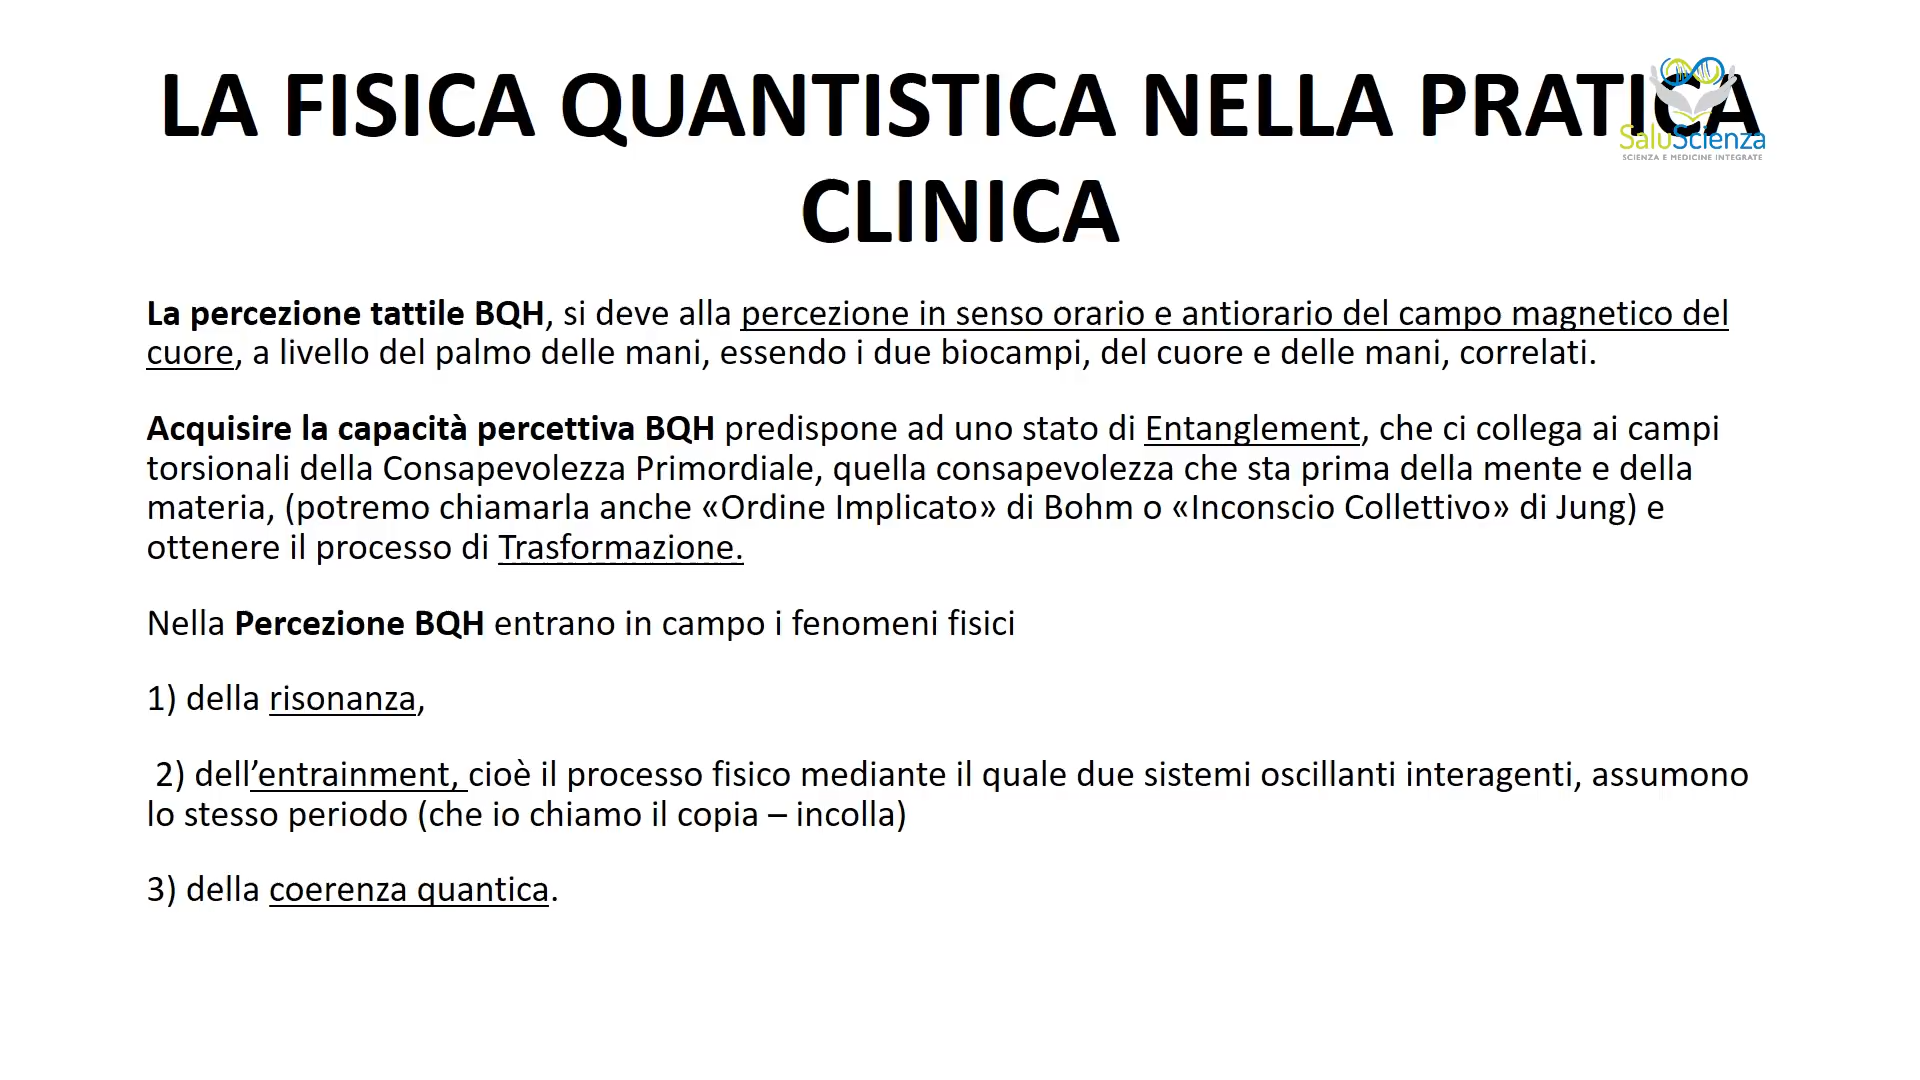 LA FISICA QUANTISTICA NELLA PRATICA
CLINICA
SaluScienza
SCIENZA E MEDICINE INTEGRATE
La percezione tattile BQH, si deve alla percezione in senso orario e antiorario del campo magnetico del
cuore, a livello del palmo delle mani, essendo i due biocampi, del cuore e delle mani, correlati.
Acquisire la capacità percettiva BQH predispone ad uno stato di Entanglement, che ci collega ai campi
torsionali della Consapevolezza Primordiale, quella consapevolezza che sta prima della mente e della
materia, (potremo chiamarla anche «Ordine Implicato» di Bohm o «Inconscio Collettivo» di Jung) e
ottenere il processo di Trasformazione.
Nella Percezione BQH entrano in campo i fenomeni fisici
1) della risonanza,
2) dell’entrainment, cioè il processo fisico mediante il quale due sistemi oscillanti interagenti, assumono
lo stesso periodo (che io chiamo il copia – incolla)
3) della coerenza quantica.